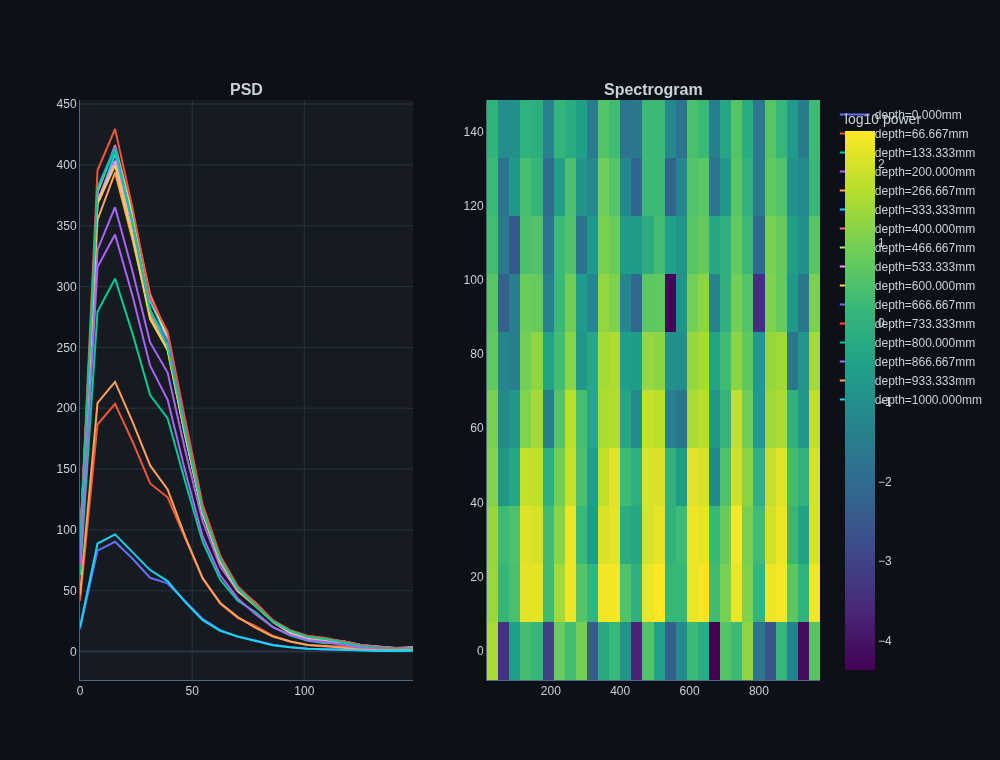 PSD
Spectrogram
450
400
350
300
250
200
150
100
50
0
0
50
100
140
120
100
80
60
40
20
0
200
400
600
800
log10 power
2
1
0
−1
−2
−3
−4
depth=0.000mm
depth=66.667mm
depth=133.333mm
depth=200.000mm
depth=266.667mm
depth=333.333mm
depth=400.000mm
depth=466.667mm
depth=533.333mm
depth=600.000mm
depth=666.667mm
depth=733.333mm
depth=800.000mm
depth=866.667mm
depth=933.333mm
depth=1000.000mm